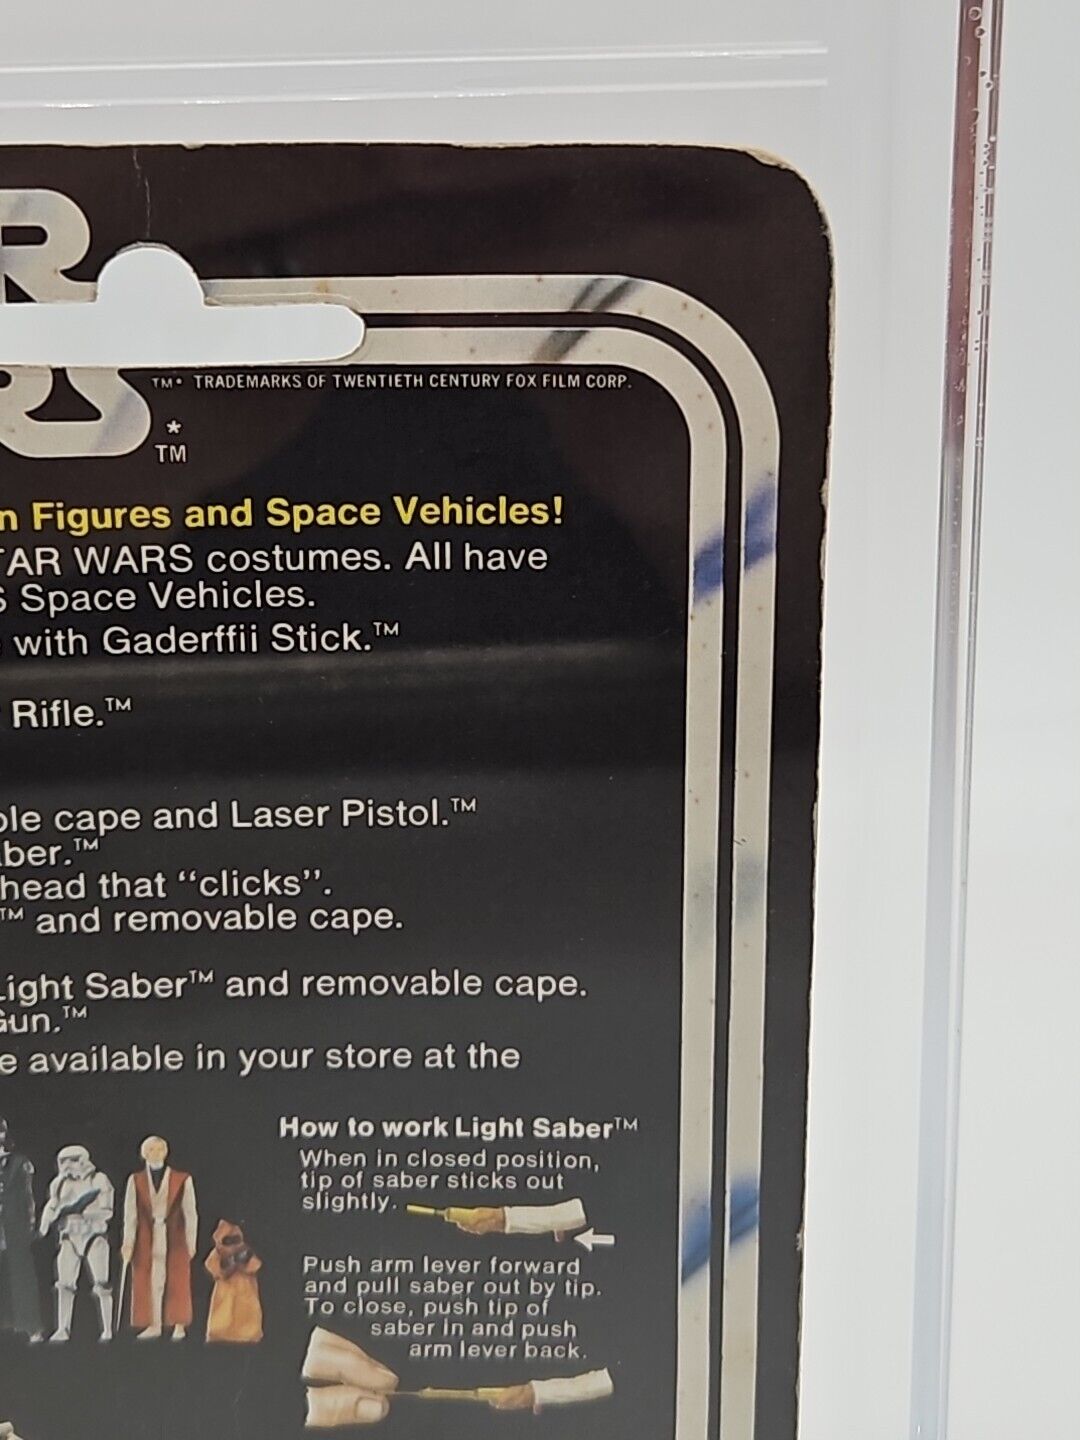 R
TM• TRADEMARKS OF TWENTIETH CENTURY FOX FILM CORP.
*
TM
n Figures and Space Vehicles!
AR WARS costumes. All have
S Space Vehicles.
with Gaderffii Stick.™
Rifle.™
ble cape and Laser Pistol.™
ber.™
head that “clicks”.
™ and removable cape.
Light Saber™ and removable cape.
Gun.™
e available in your store at the
How to work Light Saber™
When in closed position,
tip of saber sticks out
slightly.
Push arm lever forward
and pull saber out by tip.
To close, push tip of
saber in and push
arm lever back.